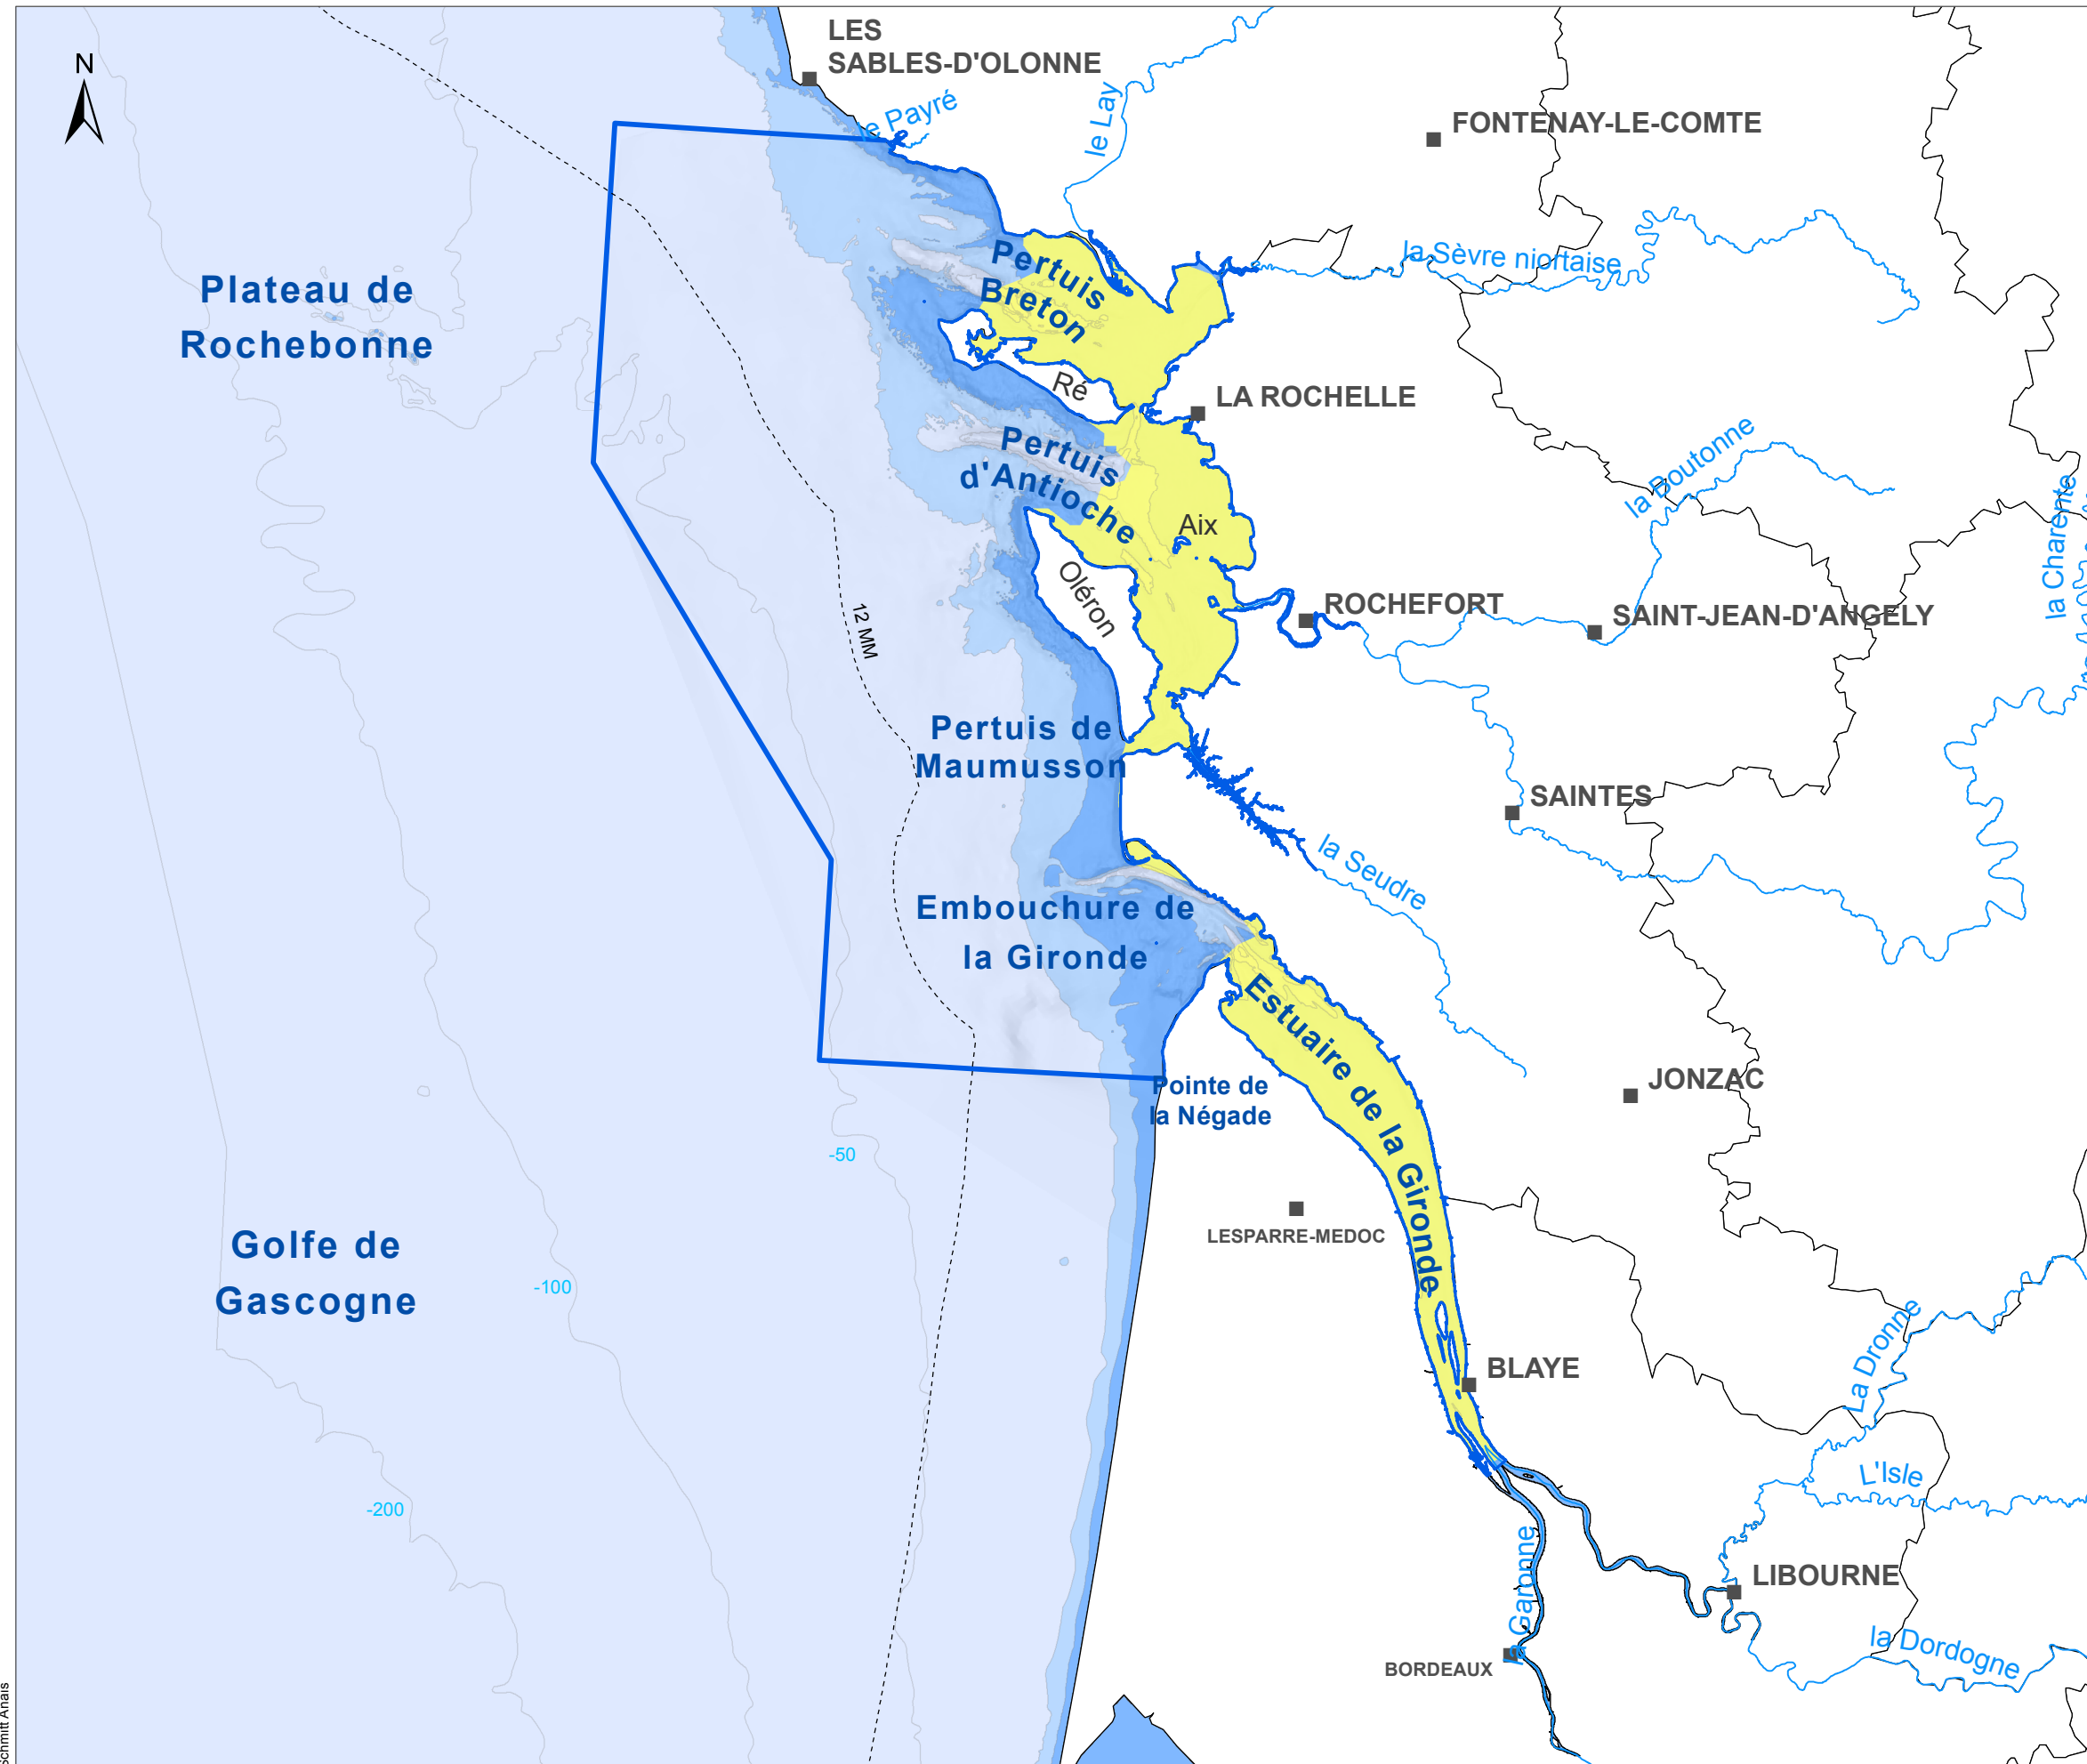 LES
SABLES-D'OLONNE
N
le Payré
le Lay
FONTENAY-LE-COMTE
la Sèvre niortaise
Plateau de
Rochebonne
Pertuis
Breton
Ré
LA ROCHELLE
Pertuis
d'Antioche
Aix
la Boutonne
la Charente
Oléron
12 MM
ROCHEFORT
SAINT-JEAN-D'ANGELY
Pertuis de
Maumusson
SAINTES
la Seudre
Embouchure de
la Gironde
Estuaire de la Gironde
Pointe de
la Négade
JONZAC
-50
LESPARRE-MEDOC
Golfe de
Gascogne
-100
BLAYE
La Dronne
L'Isle
-200
la Garonne
LIBOURNE
la Dordogne
BORDEAUX
Schmitt Anaïs